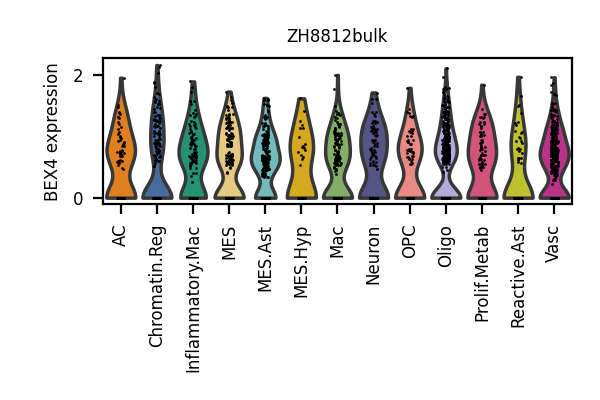 ZH8812bulk
BEX4 expression
2
0
AC
Chromatin.Reg
Inflammatory.Mac
MES
MES.Ast
MES.Hyp
Mac
Neuron
OPC
Oligo
Prolif.Metab
Reactive.Ast
Vasc